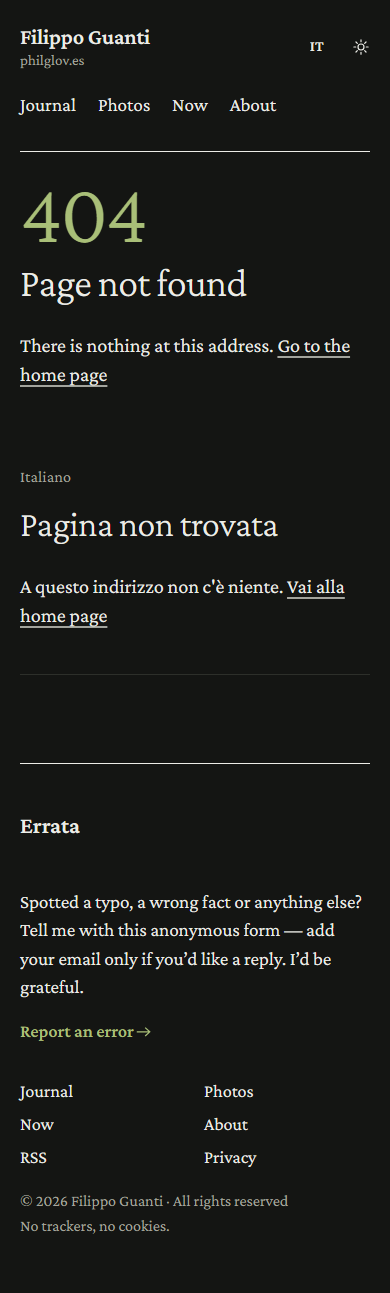 Filippo Guanti
philglov.es
IT
Journal Photos Now About
404
Page not found
There is nothing at this address. Go to the
home page
Italiano
Pagina non trovata
A questo indirizzo non c'è niente. Vai alla
home page
Errata
Spotted a typo, a wrong fact or anything else?
Tell me with this anonymous form — add
your email only if you’d like a reply. I’d be
grateful.
Report an error →
Journal Photos
Now About
RSS Privacy
© 2026 Filippo Guanti · All rights reserved
No trackers, no cookies.